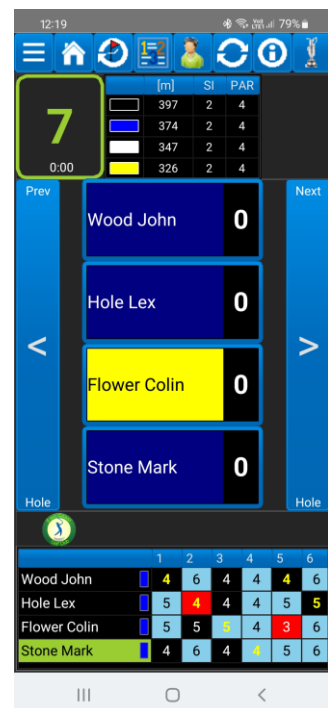 12:19 79%
1=2
[m] SI PAR
7 397 2 4
374 2 4
347 2 4
0:00 326 2 4
Prev Next
Wood John 0
Hole Lex 0
< >
Flower Colin 0
Stone Mark 0
Hole Hole
1 2 3 4 5 6
Wood John 4 6 4 4 4 6
Hole Lex 5 4 4 4 5 5
Flower Colin 5 5 5 4 3 6
Stone Mark 4 6 4 4 5 6